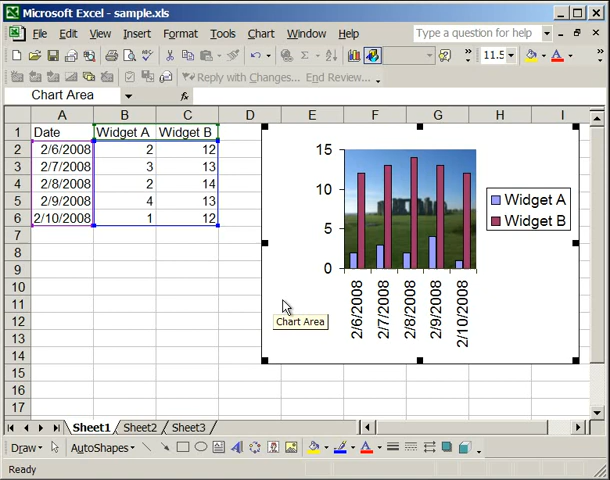 Microsoft Excel - sample.xls
File Edit View Insert Format Tools Chart Window Help Type a question for help
11.5
Reply with Changes... End Review...
Chart Area fx
A B C D E F G H I
1 Date Widget A Widget B
2 2/6/2008 2 12
3 2/7/2008 3 13
4 2/8/2008 2 14
5 2/9/2008 4 13
6 2/10/2008 1 12
7
8
9
10
11
12
13
14
15
16
17
15
10
5
0
2/6/2008
2/7/2008
2/8/2008
2/9/2008
2/10/2008
Widget A
Widget B
Chart Area
Sheet1 Sheet2 Sheet3
Draw AutoShapes
Ready